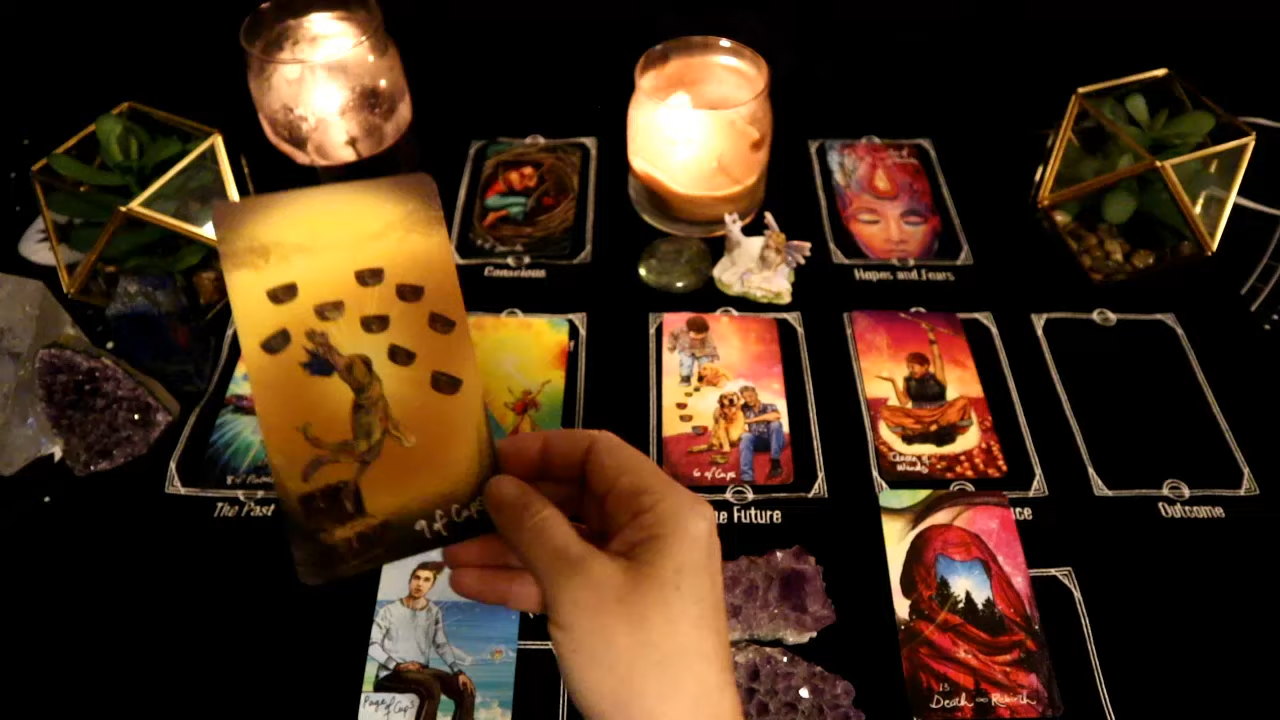 Conscious
Hopes and Fears
6 of Cups
Queen of
Wands
The Past
9 of Cups
Future
Outcome
Page of Cups
13
Death ∞ Rebirth